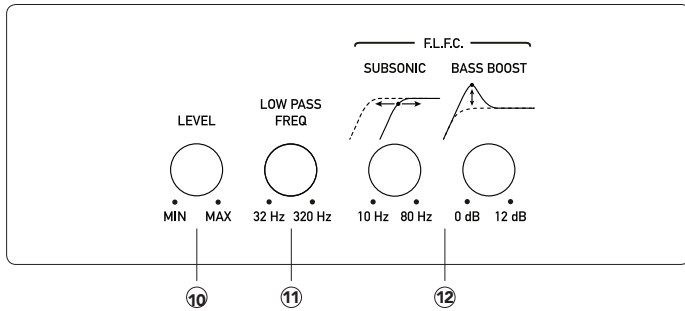 F.L.F.C.
SUBSONIC BASS BOOST
LOW PASS
FREQ
LEVEL
MIN MAX 32 Hz 320 Hz 10 Hz 80 Hz 0 dB 12 dB
10 11 12